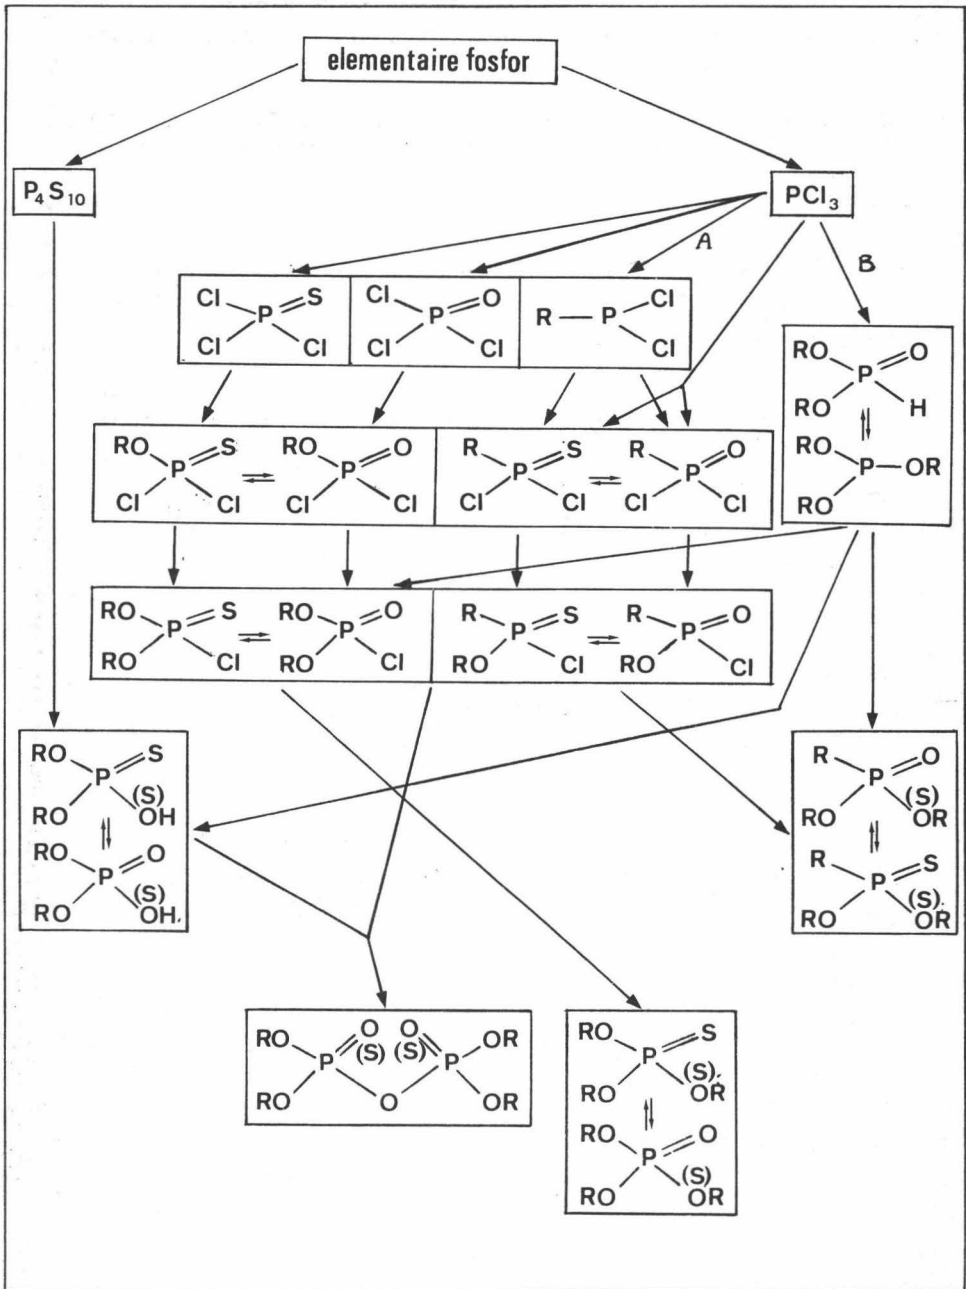 elementaire fosfor
P₄S₁₀
PCl₃
A
B
Cl S Cl O Cl
P P R P
Cl Cl Cl Cl Cl
RO O
P
RO H
RO
P OR
RO
RO S RO O R S R O
P P P P
Cl Cl Cl Cl Cl Cl Cl Cl
RO S RO O R S R O
P P P P
RO Cl RO Cl RO Cl RO Cl
RO S
P (S)
RO OH
RO O
P (S)
RO OH
R O
P (S)
RO OR
R S
P (S)
RO OR
RO O O OR
P (S) (S) P
RO O OR
RO S
P (S)
RO OR
RO O
P (S)
RO OR